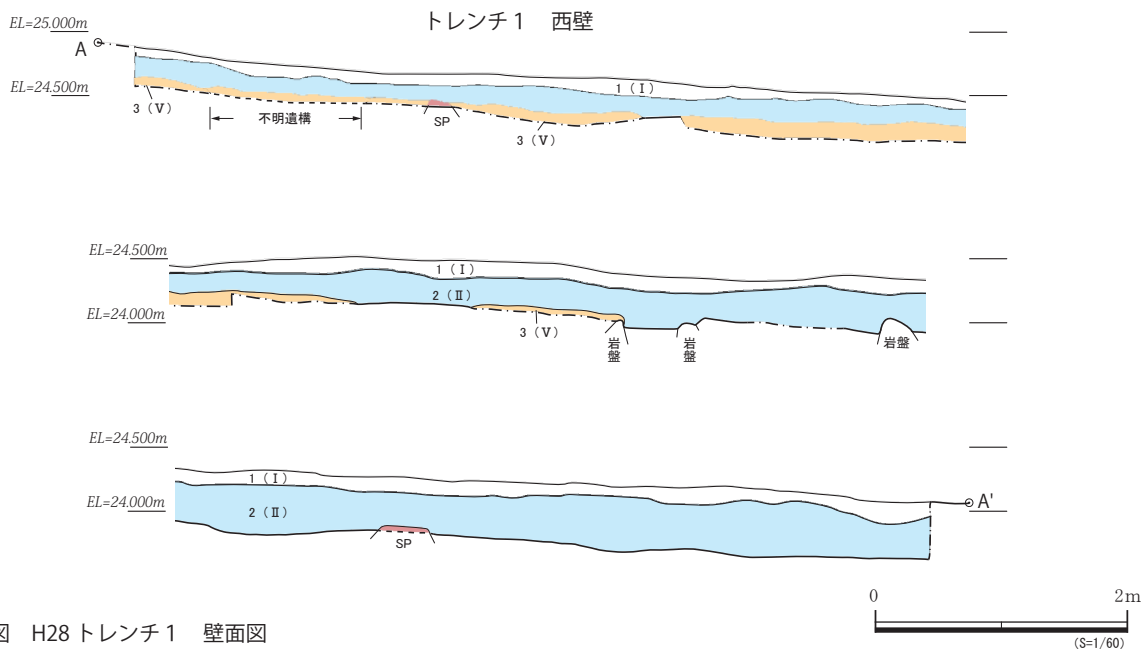 トレンチ1　西壁
EL=25.000m
A
EL=24.500m
1（Ⅰ）
3（Ⅴ）
不明遺構
SP
3（Ⅴ）
EL=24.500m
1（Ⅰ）
2（Ⅱ）
EL=24.000m
3（Ⅴ）
岩盤
岩盤
岩盤
EL=24.500m
1（Ⅰ）
EL=24.000m
A'
2（Ⅱ）
SP
0　2m
(S=1/60)
図　H28 トレンチ1　壁面図